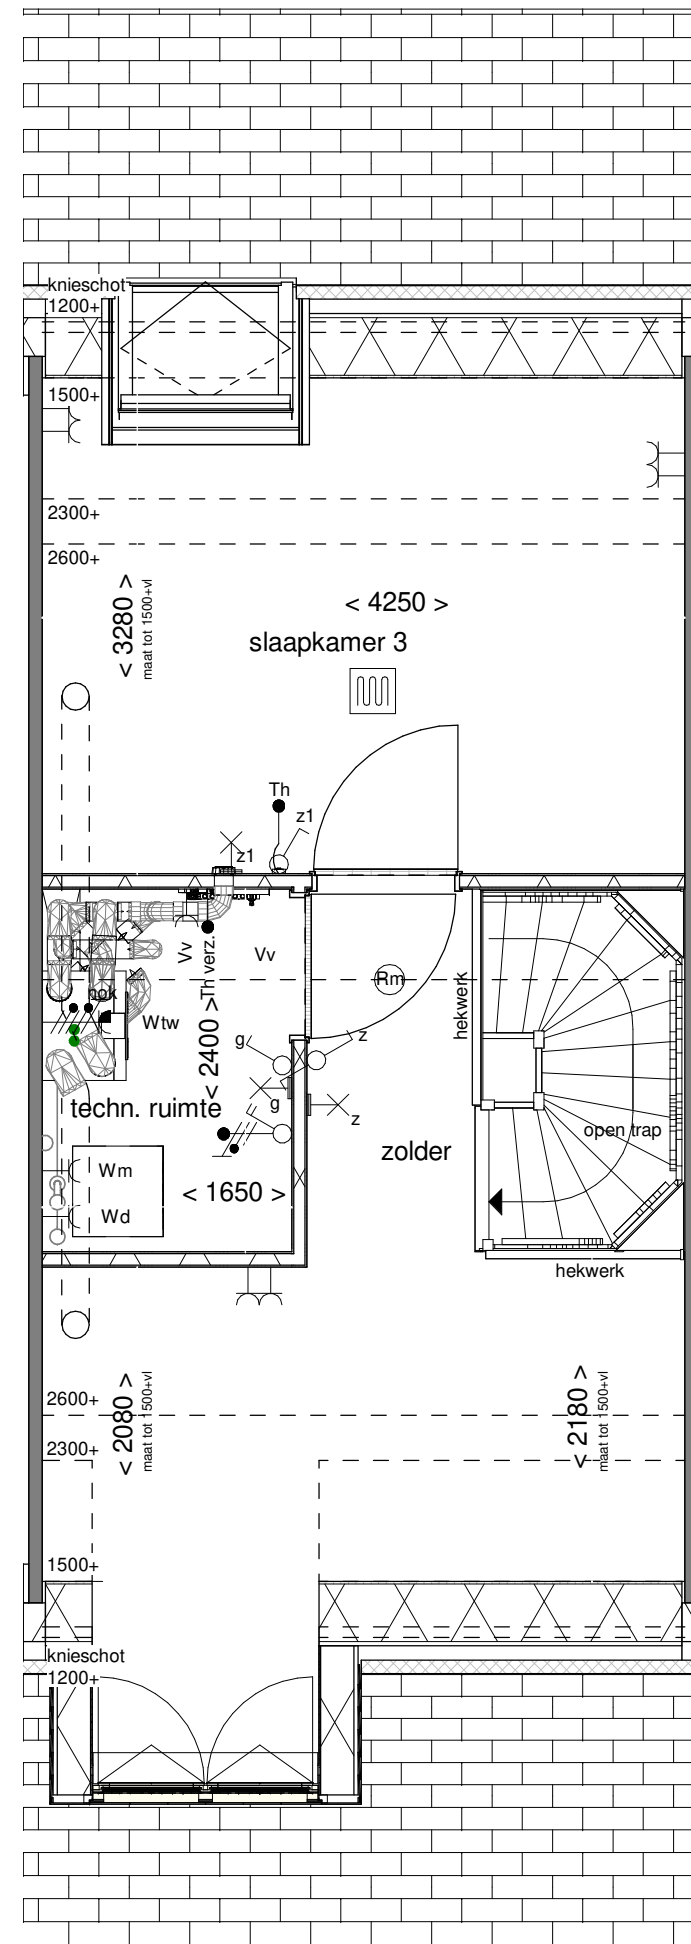 knieschot
1200+
1500+
2300+
2600+
< 3280 >
maat tot 1500+vl
< 4250 >
slaapkamer 3
Th
z1
z1
Vv
Th verz.
Vv
nok
Wtw
< 2400 >
Rm
hekwerk
g
z
g
z
techn. ruimte
open trap
zolder
Wm
Wd
< 1650 >
hekwerk
2600+
2300+
< 2080 >
maat tot 1500+vl
< 2180 >
maat tot 1500+vl
1500+
knieschot
1200+